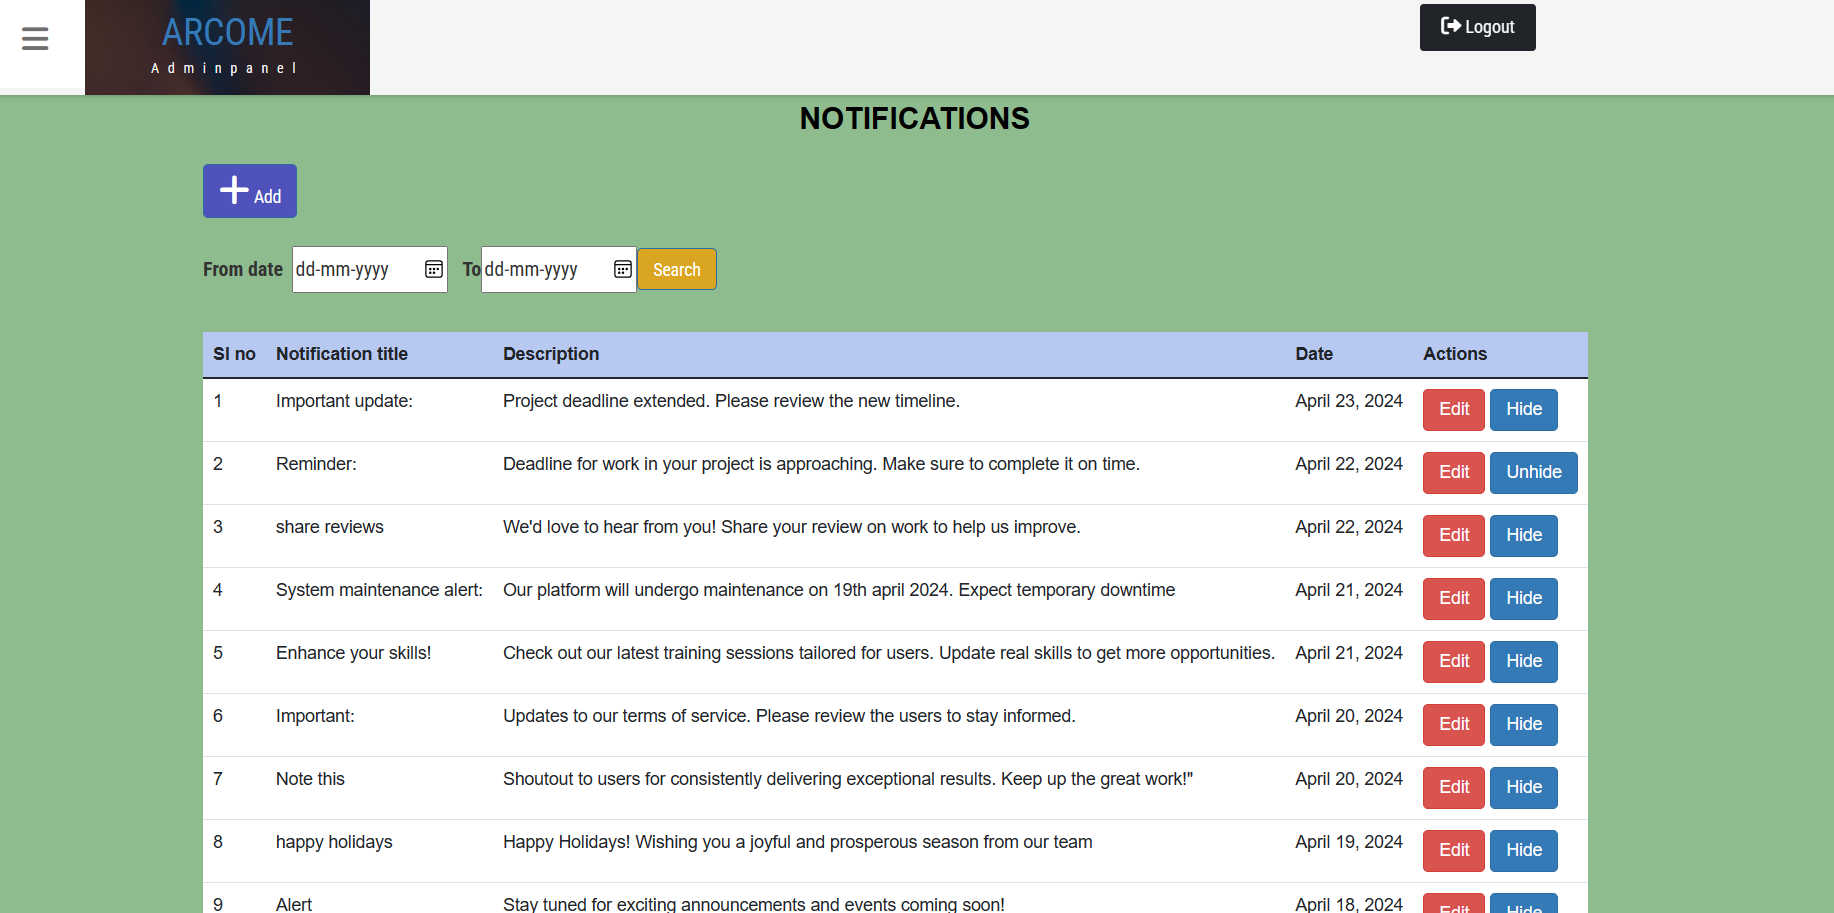 ARCOME
Adminpanel
Logout
NOTIFICATIONS
Add
From date dd-mm-yyyy To dd-mm-yyyy Search
Sl no Notification title Description Date Actions
1 Important update: Project deadline extended. Please review the new timeline. April 23, 2024 Edit Hide
2 Reminder: Deadline for work in your project is approaching. Make sure to complete it on time. April 22, 2024 Edit Unhide
3 share reviews We'd love to hear from you! Share your review on work to help us improve. April 22, 2024 Edit Hide
4 System maintenance alert: Our platform will undergo maintenance on 19th april 2024. Expect temporary downtime April 21, 2024 Edit Hide
5 Enhance your skills! Check out our latest training sessions tailored for users. Update real skills to get more opportunities. April 21, 2024 Edit Hide
6 Important: Updates to our terms of service. Please review the users to stay informed. April 20, 2024 Edit Hide
7 Note this Shoutout to users for consistently delivering exceptional results. Keep up the great work!" April 20, 2024 Edit Hide
8 happy holidays Happy Holidays! Wishing you a joyful and prosperous season from our team April 19, 2024 Edit Hide
9 Alert Stay tuned for exciting announcements and events coming soon! April 18, 2024 Edit Hide